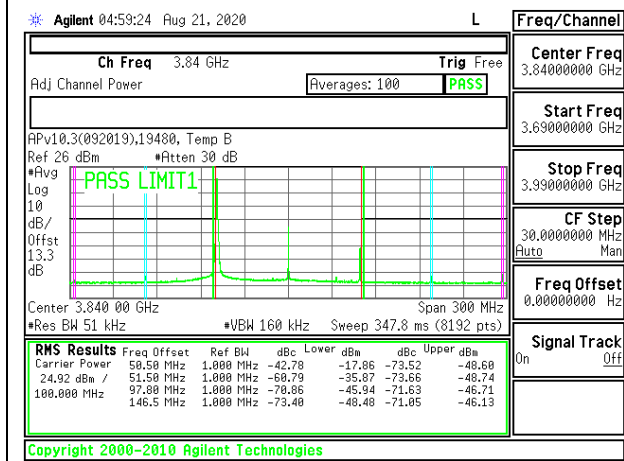 Agilent 04:59:24 Aug 21, 2020 L
Freq/Channel
Ch Freq 3.84 GHz Trig Free
Adj Channel Power Averages: 100 PASS
APv10.3(092019),19480, Temp B
Ref 26 dBm #Atten 30 dB
#Avg
Log
10
dB/
Offst
13.3
dB
PASS LIMIT1
Center 3.840 00 GHz Span 300 MHz
#Res BW 51 kHz #VBW 160 kHz Sweep 347.8 ms (8192 pts)
RMS Results Freq Offset Ref BW dBc Lower dBm dBc Upper dBm
Carrier Power 50.50 MHz 1.000 MHz -42.78 -17.86 -73.52 -48.60
24.92 dBm / 51.50 MHz 1.000 MHz -60.79 -35.87 -73.66 -48.74
100.000 MHz 97.80 MHz 1.000 MHz -70.86 -45.94 -71.63 -46.71
146.5 MHz 1.000 MHz -73.40 -48.48 -71.05 -46.13
Center Freq
3.84000000 GHz
Start Freq
3.69000000 GHz
Stop Freq
3.99000000 GHz
CF Step
30.0000000 MHz
Auto Man
Freq Offset
0.00000000 Hz
Signal Track
On Off
Copyright 2000-2010 Agilent Technologies